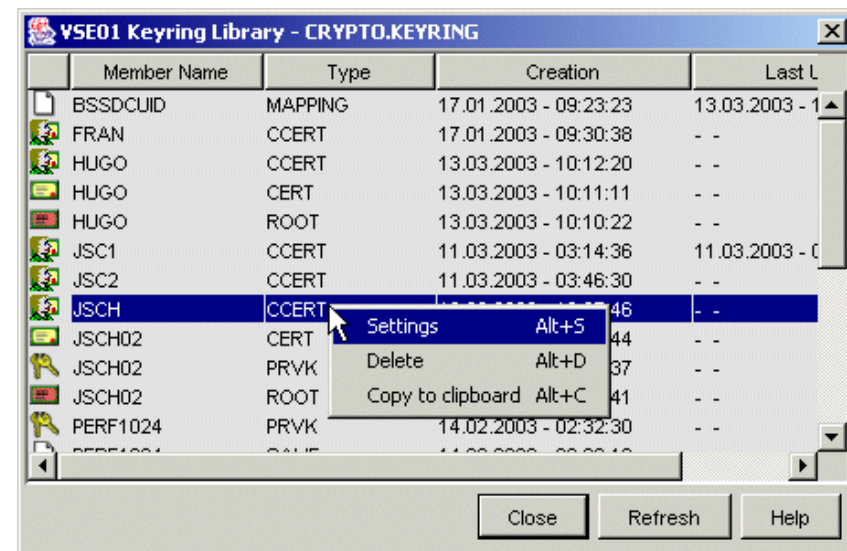 VSE01 Keyring Library - CRYPTO.KEYRING
Member Name Type Creation Last
BSSDCUID MAPPING 17.01.2003 - 09:23:23 13.03.2003 - 1
FRAN CCERT 17.01.2003 - 09:30:38 - -
HUGO CCERT 13.03.2003 - 10:12:20 - -
HUGO CERT 13.03.2003 - 10:11:11 - -
HUGO ROOT 13.03.2003 - 10:10:22 - -
JSC1 CCERT 11.03.2003 - 03:14:36 11.03.2003 -
JSC2 CCERT 11.03.2003 - 03:46:30 - -
JSCH CCERT 46 - -
Settings Alt+S
JSCH02 CERT 44 - -
Delete Alt+D
JSCH02 PRVK 37 - -
Copy to clipboard Alt+C
JSCH02 ROOT 41 - -
PERF1024 PRVK 14.02.2003 - 02:32:30 - -
Close Refresh Help